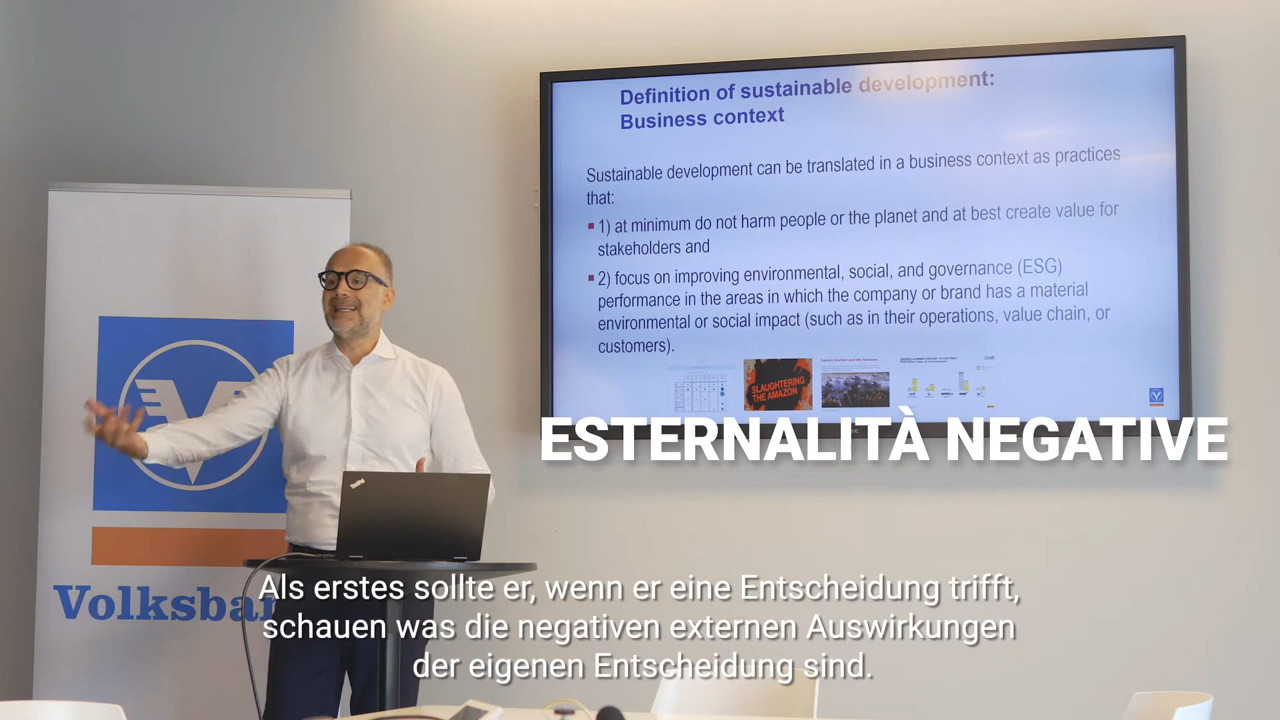 Definition of sustainable development:
Business context
Sustainable development can be translated in a business context as practices
that:
1) at minimum do not harm people or the planet and at best create value for
stakeholders and
2) focus on improving environmental, social, and governance (ESG)
performance in the areas in which the company or brand has a material
environmental or social impact (such as in their operations, value chain, or
customers).
SLAUGHTERING
THE AMAZON
ESTERNALITÀ NEGATIVE
ThinkPad
Volksban
Als erstes sollte er, wenn er eine Entscheidung trifft,
schauen was die negativen externen Auswirkungen
der eigenen Entscheidung sind.